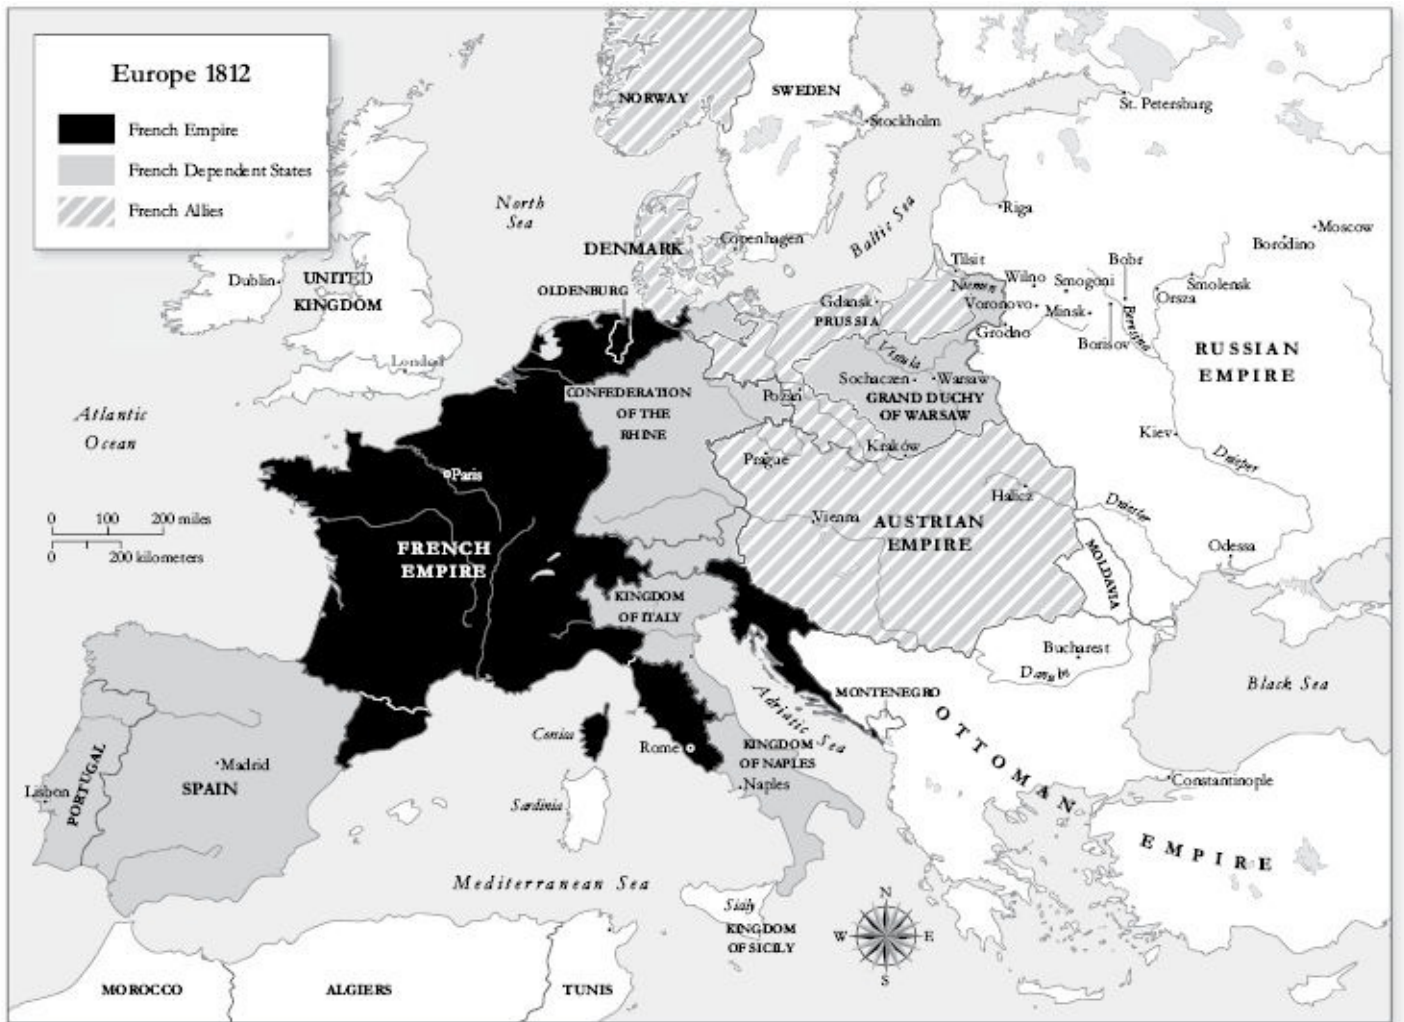 Europe 1812
French Empire
French Dependent States
French Allies
NORWAY
SWEDEN
Stockholm
St. Petersburg
North
Sea
Baltic Sea
Riga
Moscow
Borodino
DENMARK
Copenhagen
Dublin
UNITED
KINGDOM
OLDENBURG
Tilsit
Niemen
Wilno
Smogoni
Bobr
Smolensk
Orsza
Gdansk
PRUSSIA
Voronovo
Minsk
Beresina
Grodno
Borisov
London
Vistula
RUSSIAN
EMPIRE
Sochaczen
Warsaw
CONFEDERATION
OF THE
RHINE
Pozań
GRAND DUCHY
OF WARSAW
Atlantic
Ocean
Kiev
Kraków
Prague
Dnieper
Paris
Halicz
Dniester
0 100 200 miles
0 200 kilometers
Vienna
AUSTRIAN
EMPIRE
FRENCH
EMPIRE
Odessa
MOLDAVIA
KINGDOM
OF ITALY
Bucharest
Danube
Black Sea
MONTENEGRO
Adriatic Sea
Corsica
Rome
KINGDOM
OF NAPLES
Naples
OTTOMAN
EMPIRE
Constantinople
Madrid
SPAIN
PORTUGAL
Lisbon
Sardinia
Mediterranean Sea
Sicily
KINGDOM
OF SICILY
N
W E
S
MOROCCO
ALGIERS
TUNIS